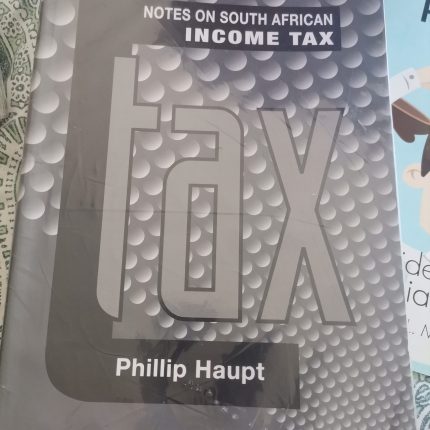 NOTES ON SOUTH AFRICAN
INCOME TAX
tax
Phillip Haupt